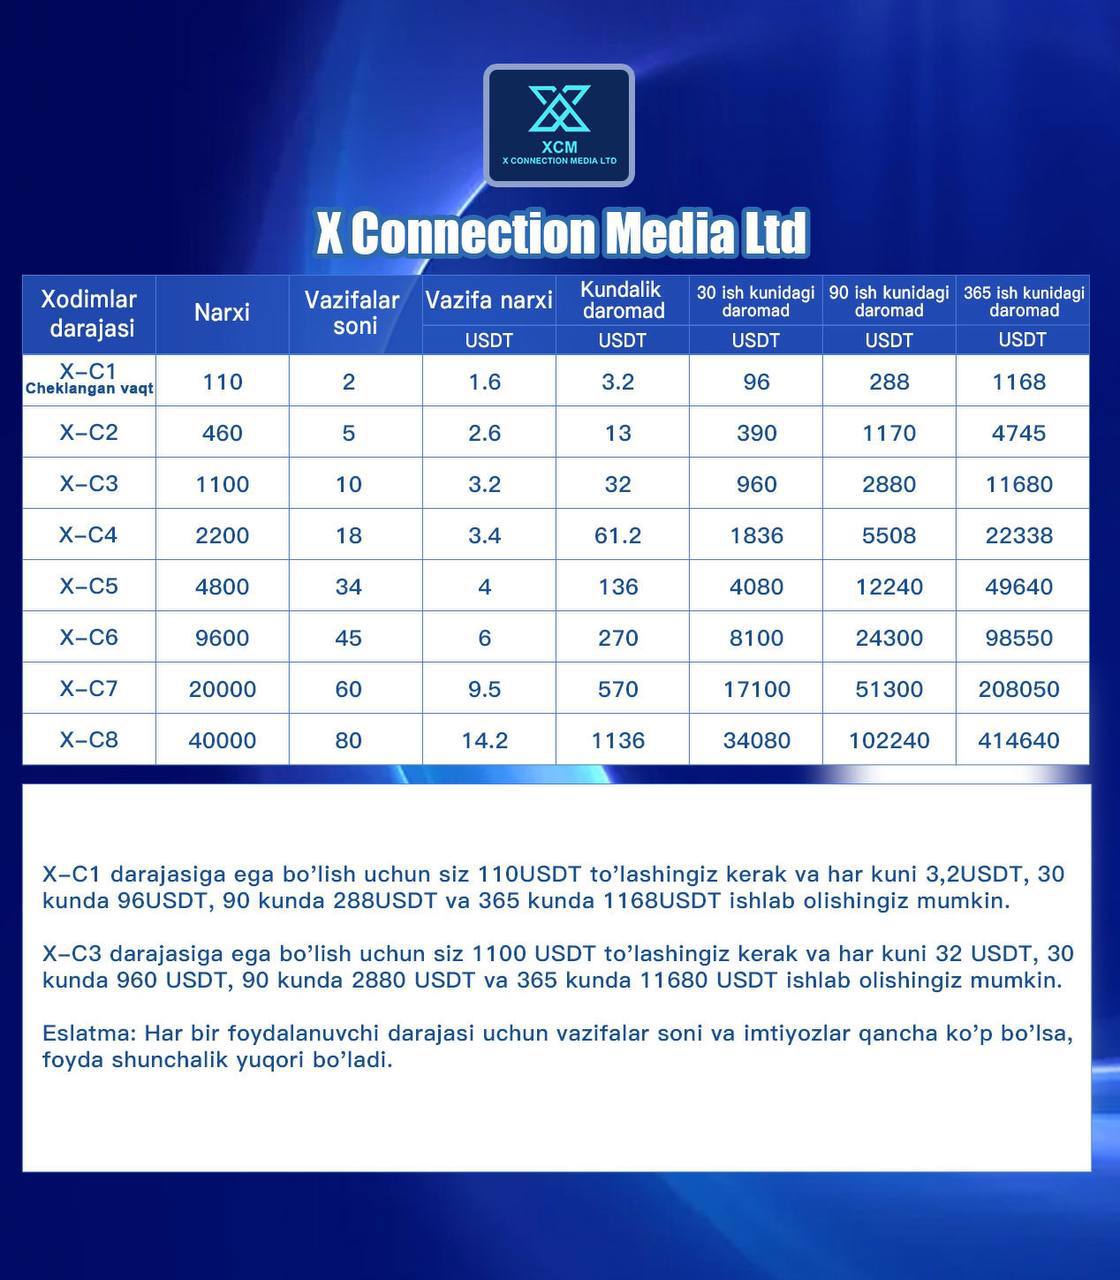 XCM
X CONNECTION MEDIA LTD
X Connection Media Ltd
Xodimlar darajasi | Narxi | Vazifalar soni | Vazifa narxi | Kundalik daromad | 30 ish kunidagi daromad | 90 ish kunidagi daromad | 365 ish kunidagi daromad
USDT | USDT | USDT | USDT | USDT
X–C1 Cheklangan vaqt | 110 | 2 | 1.6 | 3.2 | 96 | 288 | 1168
X–C2 | 460 | 5 | 2.6 | 13 | 390 | 1170 | 4745
X–C3 | 1100 | 10 | 3.2 | 32 | 960 | 2880 | 11680
X–C4 | 2200 | 18 | 3.4 | 61.2 | 1836 | 5508 | 22338
X–C5 | 4800 | 34 | 4 | 136 | 4080 | 12240 | 49640
X–C6 | 9600 | 45 | 6 | 270 | 8100 | 24300 | 98550
X–C7 | 20000 | 60 | 9.5 | 570 | 17100 | 51300 | 208050
X–C8 | 40000 | 80 | 14.2 | 1136 | 34080 | 102240 | 414640
X–C1 darajasiga ega bo’lish uchun siz 110USDT to’lashingiz kerak va har kuni 3,2USDT, 30
kunda 96USDT, 90 kunda 288USDT va 365 kunda 1168USDT ishlab olishingiz mumkin.
X–C3 darajasiga ega bo’lish uchun siz 1100 USDT to’lashingiz kerak va har kuni 32 USDT, 30
kunda 960 USDT, 90 kunda 2880 USDT va 365 kunda 11680 USDT ishlab olishingiz mumkin.
Eslatma: Har bir foydalanuvchi darajasi uchun vazifalar soni va imtiyozlar qancha ko’p bo’lsa,
foyda shunchalik yuqori bo’ladi.